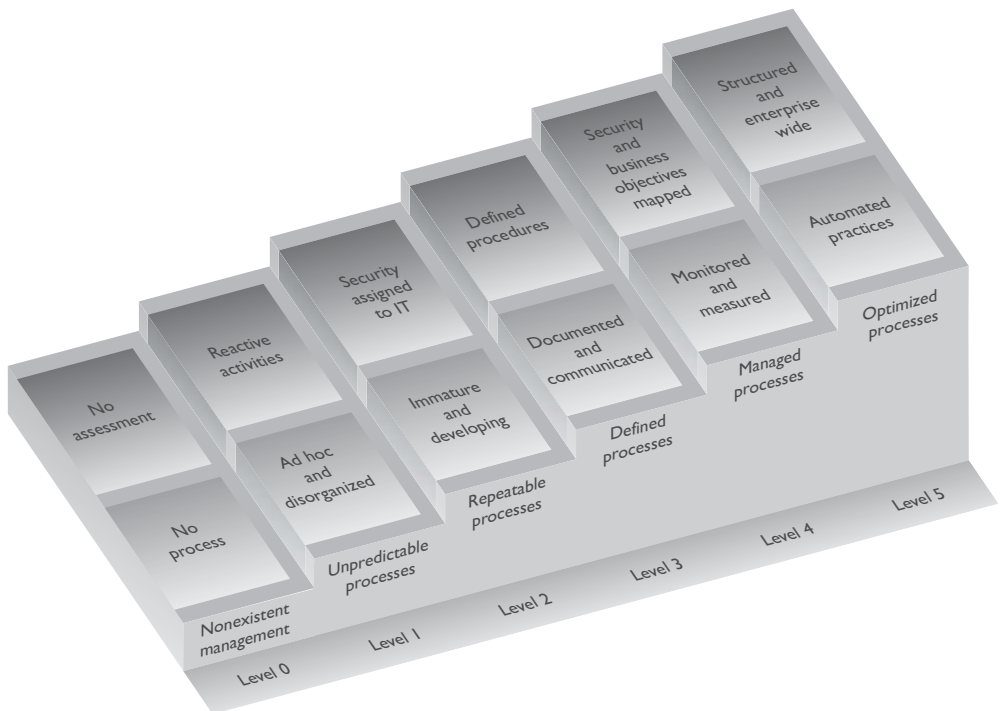 No
assessment
No
process
Nonexistent
management
Level 0
Reactive
activities
Ad hoc
and
disorganized
Unpredictable
processes
Level 1
Security
assigned
to IT
Immature
and
developing
Repeatable
processes
Level 2
Defined
procedures
Documented
and
communicated
Defined
processes
Level 3
Security
and
business
objectives
mapped
Monitored
and
measured
Managed
processes
Level 4
Structured
and
enterprise
wide
Automated
practices
Optimized
processes
Level 5